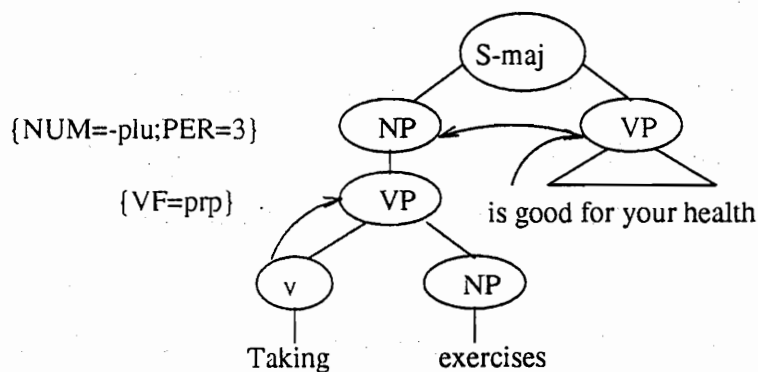 S-maj
{NUM=-plu;PER=3} NP VP
{VF=prp} VP is good for your health
v NP
Taking exercises